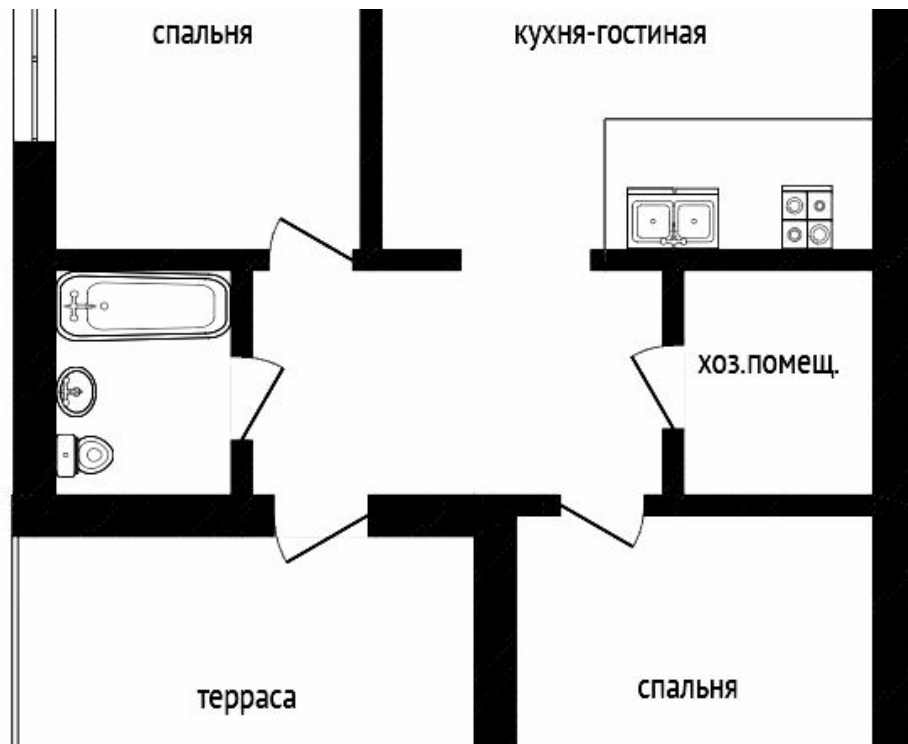 спальня
кухня-гостиная
хоз.помещ.
терраса
спальня